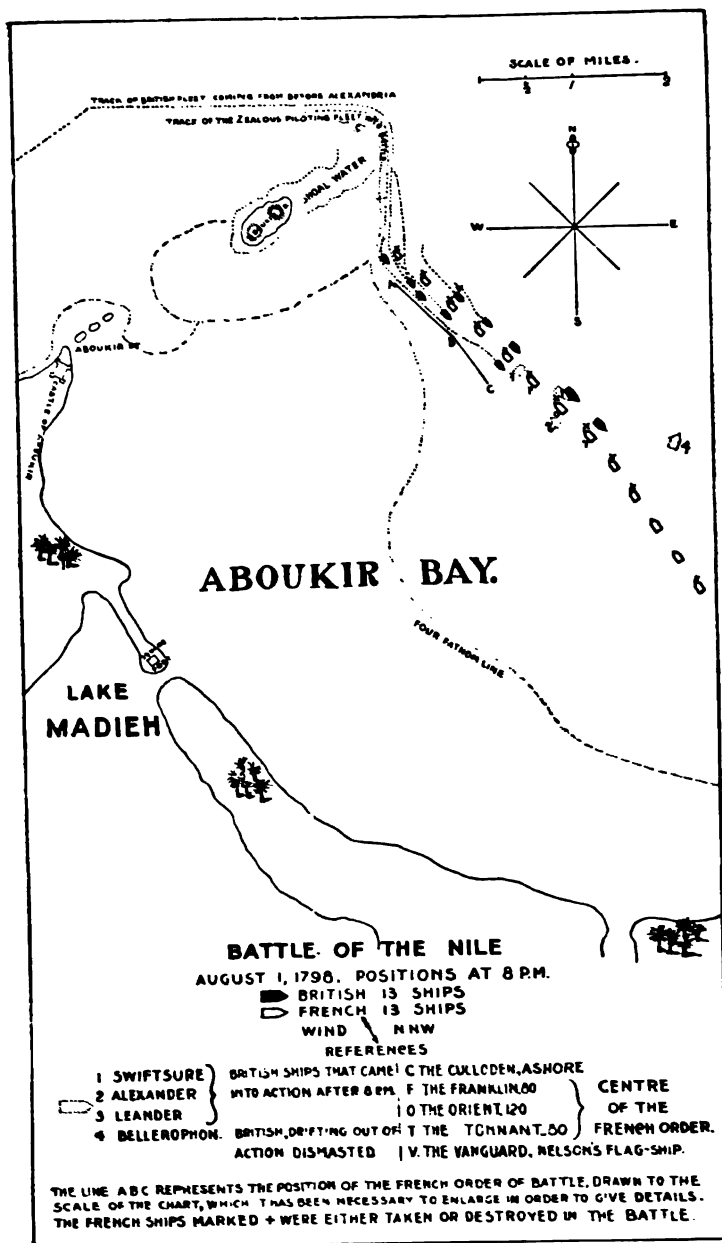 SCALE OF MILES.
½ 1 2
TRACK OF BRITISH FLEET COMING FROM BEFORE ALEXANDRIA
TRACK OF THE ZEALOUS PILOTING FLEET INTO BATTLE
C
N
W E
S
SHOAL WATER
A
B
C
4
ABOUKIR
CASTLE
ABOUKIR BAY.
FOUR FATHOM LINE
LAKE
MADIEH
BATTLE OF THE NILE
AUGUST 1, 1798. POSITIONS AT 8 P.M.
BRITISH 13 SHIPS
FRENCH 13 SHIPS
WIND NNW
REFERENCES
1 SWIFTSURE
2 ALEXANDER
3 LEANDER
BRITISH SHIPS THAT CAME
INTO ACTION AFTER 8 P.M.
4 BELLEROPHON. BRITISH, DRIFTING OUT OF
ACTION DISMASTED
C THE CULLODEN, ASHORE
F THE FRANKLIN, 80
O THE ORIENT, 120
T THE TONNANT, 80
CENTRE
OF THE
FRENCH ORDER.
V. THE VANGUARD, NELSON'S FLAG-SHIP.
THE LINE ABC REPRESENTS THE POSITION OF THE FRENCH ORDER OF BATTLE, DRAWN TO THE
SCALE OF THE CHART, WHICH IT HAS BEEN NECESSARY TO ENLARGE IN ORDER TO GIVE DETAILS.
THE FRENCH SHIPS MARKED + WERE EITHER TAKEN OR DESTROYED IN THE BATTLE.